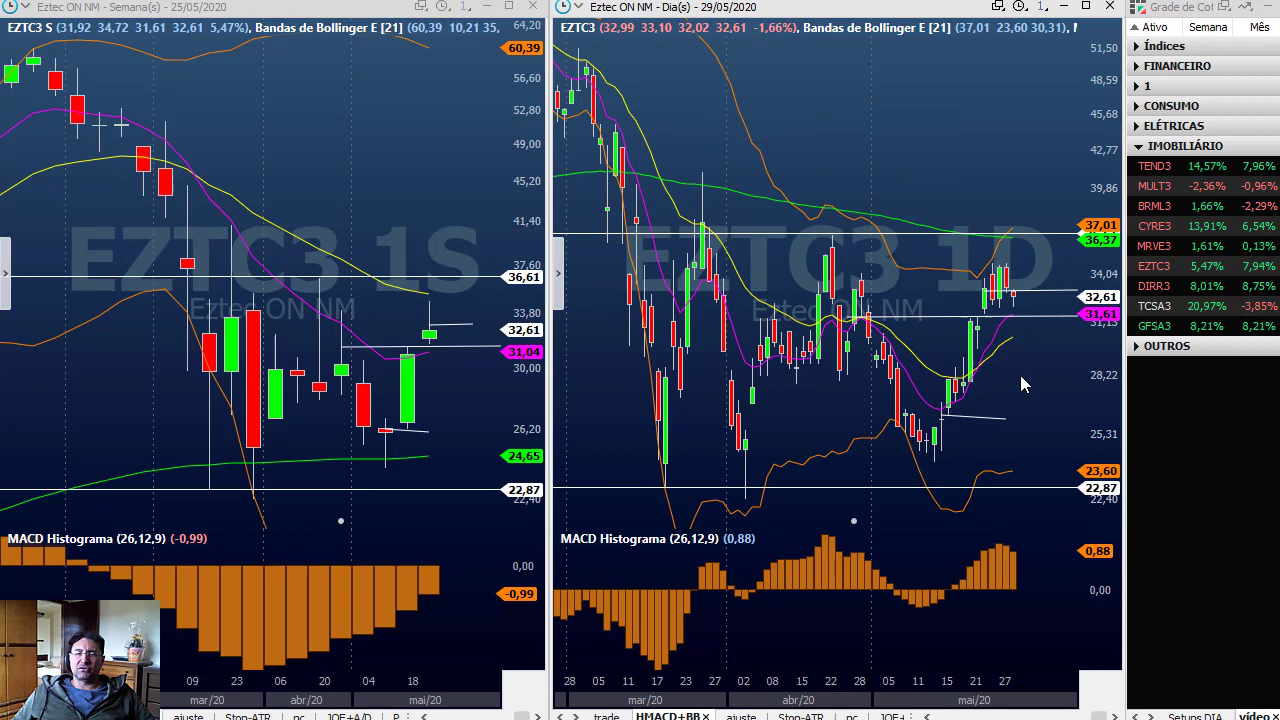 Eztec ON NM - Semana(s) - 25/05/2020
EZTC3 S (31,92 34,72 31,61 32,61 5,47%), Bandas de Bollinger E [21] (60,39 10,21 35,
64,20
60,39
56,60
52,80
49,00
45,20
41,40
37,60
36,61
33,80
32,61
31,04
30,00
26,20
24,65
22,87
22,40
EZTC3 1S
Eztec ON NM
MACD Histograma (26,12,9) (-0,99)
0,00
-0,99
09 23 06 20 04 18
mar/20 abr/20 mai/20
ajuste Stop-ATR pc JOE+A/D P
Eztec ON NM - Dia(s) - 29/05/2020
EZTC3 (32,99 33,10 32,02 32,61 -1,66%), Bandas de Bollinger E [21] (37,01 23,60 30,31),
51,50
48,59
45,68
42,77
39,86
37,01
36,37
34,04
32,61
31,61
31,13
28,22
25,31
23,60
22,87
22,40
EZTC3 1D
Eztec ON NM
MACD Histograma (26,12,9) (0,88)
0,88
0,00
28 05 11 17 23 27 02 08 15 22 28 05 11 15 21 27
mar/20 abr/20 mai/20
trade HMACD+BB ajuste Stop-ATR pc JOE+
Grade de Cot
Ativo Semana Mês
Índices
FINANCEIRO
1
CONSUMO
ELÉTRICAS
IMOBILIÁRIO
TEND3 14,57% 7,96%
MULT3 -2,36% -0,96%
BRML3 1,66% -2,29%
CYRE3 13,91% 6,54%
MRVE3 1,61% 0,13%
EZTC3 5,47% 7,94%
DIRR3 8,01% 8,75%
TCSA3 20,97% -3,85%
GFSA3 8,21% 8,21%
OUTROS
Setups DIA vídeo